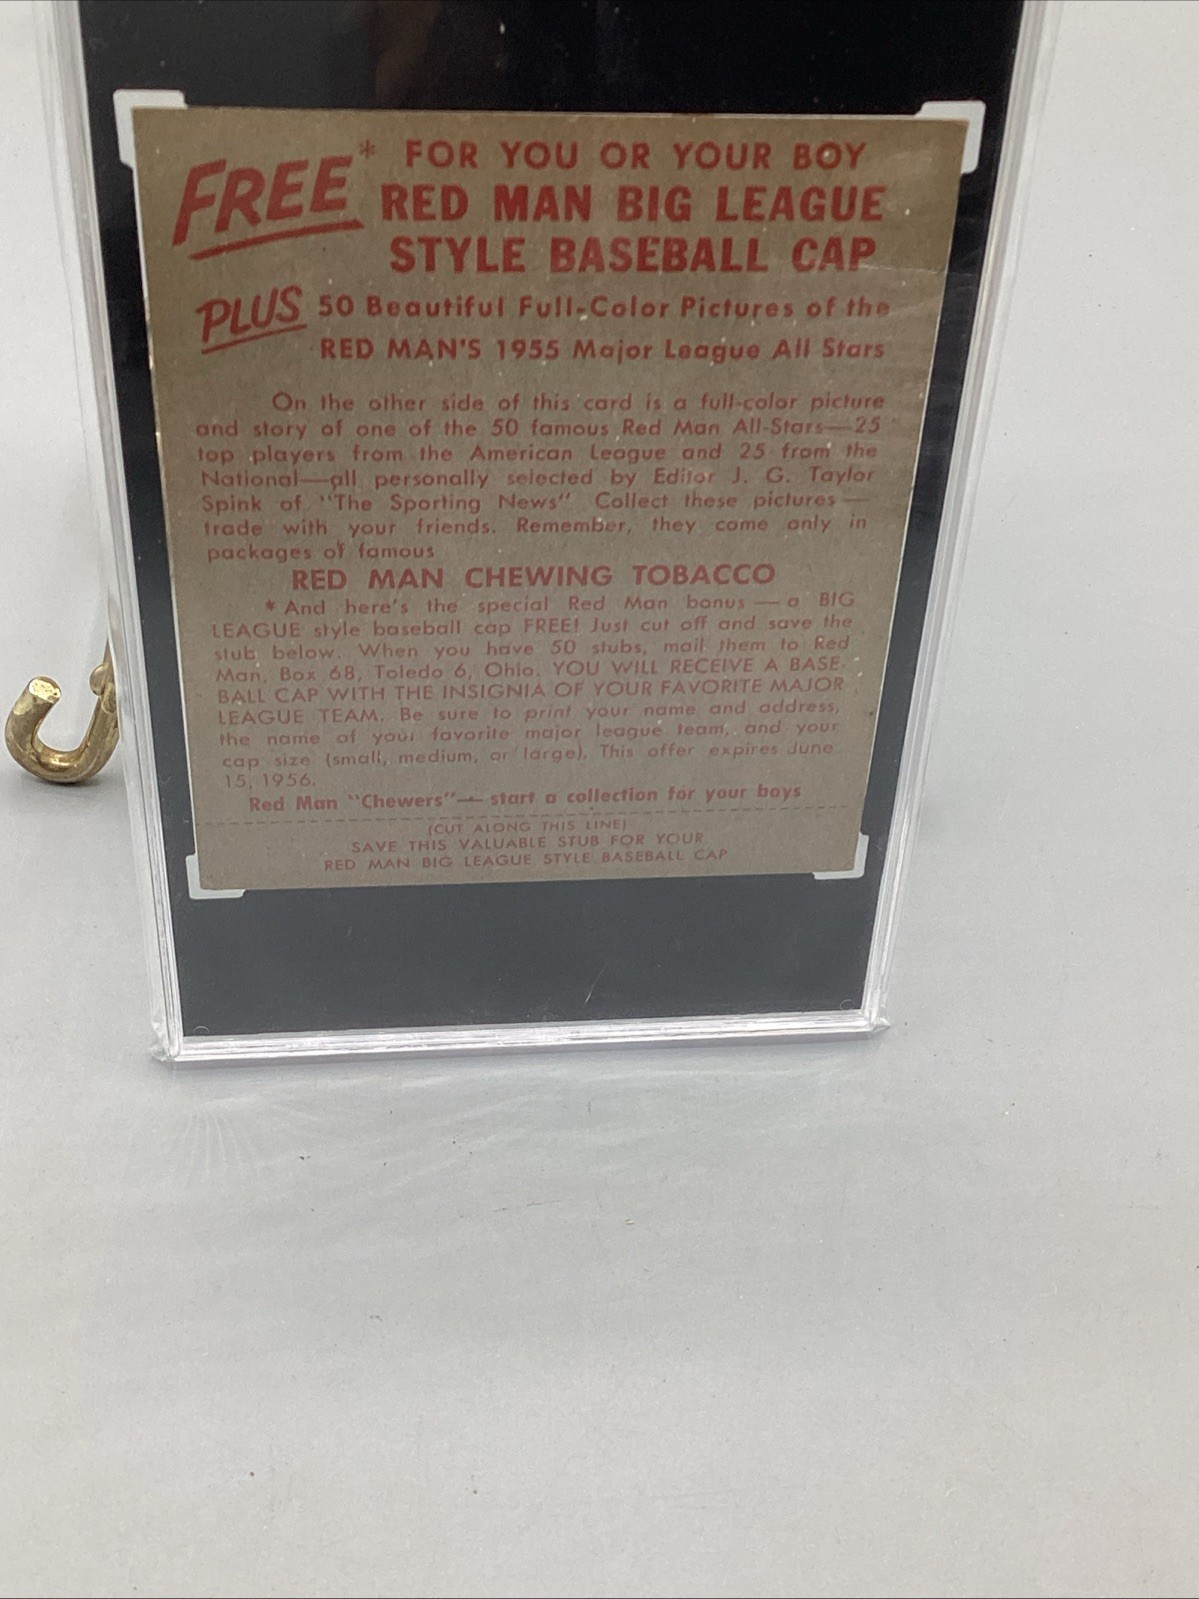 FREE* FOR YOU OR YOUR BOY
RED MAN BIG LEAGUE
STYLE BASEBALL CAP
PLUS 50 Beautiful Full-Color Pictures of the
RED MAN'S 1955 Major League All Stars
On the other side of this card is a full-color picture
and story of one of the 50 famous Red Man All-Stars—25
top players from the American League and 25 from the
National—all personally selected by Editor J. G. Taylor
Spink of "The Sporting News" Collect these pictures—
trade with your friends. Remember, they come only in
packages of famous
RED MAN CHEWING TOBACCO
* And here's the special Red Man bonus—a BIG
LEAGUE style baseball cap FREE! Just cut off and save the
stub below. When you have 50 stubs, mail them to Red
Man, Box 68, Toledo 6, Ohio. YOU WILL RECEIVE A BASE-
BALL CAP WITH THE INSIGNIA OF YOUR FAVORITE MAJOR
LEAGUE TEAM. Be sure to print your name and address,
the name of your favorite major league team, and your
cap size (small, medium, or large). This offer expires June
15, 1956.
Red Man "Chewers"—start a collection for your boys
(CUT ALONG THIS LINE)
SAVE THIS VALUABLE STUB FOR YOUR
RED MAN BIG LEAGUE STYLE BASEBALL CAP